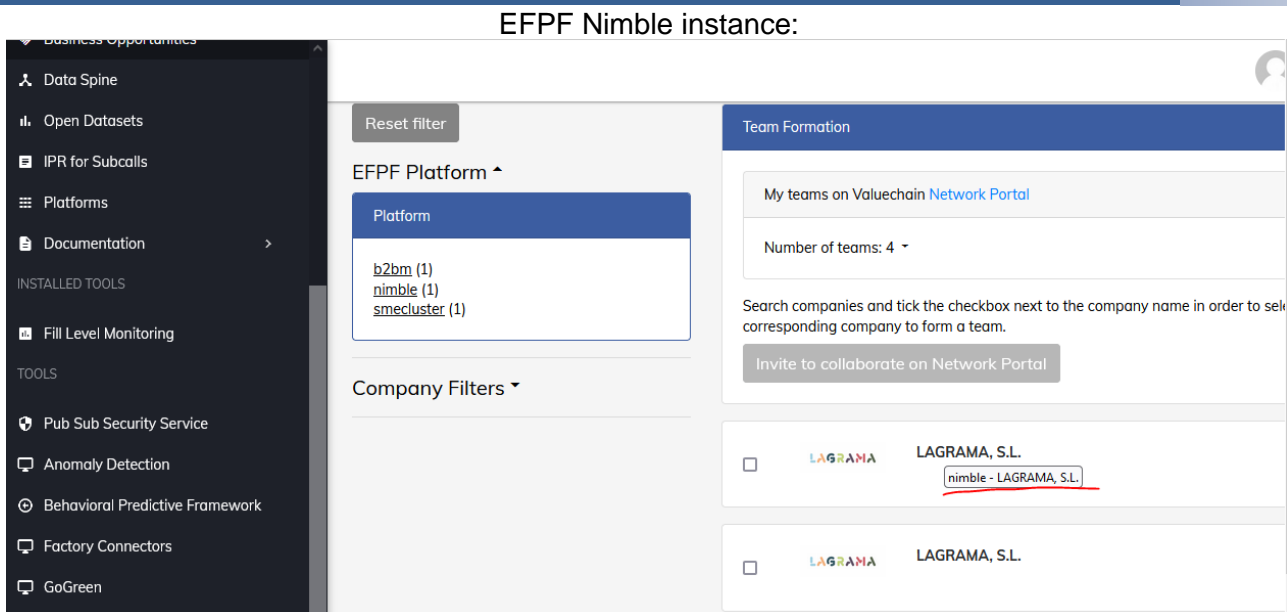 EFPF Nimble instance:
Business Opportunities
Data Spine
Open Datasets
IPR for Subcalls
Platforms
Documentation
INSTALLED TOOLS
Fill Level Monitoring
TOOLS
Pub Sub Security Service
Anomaly Detection
Behavioral Predictive Framework
Factory Connectors
GoGreen
Reset filter
EFPF Platform
Platform
b2bm (1)
nimble (1)
smecluster (1)
Company Filters
Team Formation
My teams on Valuechain Network Portal
Number of teams: 4
Search companies and tick the checkbox next to the company name in order to sel
corresponding company to form a team.
Invite to collaborate on Network Portal
LAGRAMA
LAGRAMA, S.L.
nimble - LAGRAMA, S.L.
LAGRAMA
LAGRAMA, S.L.